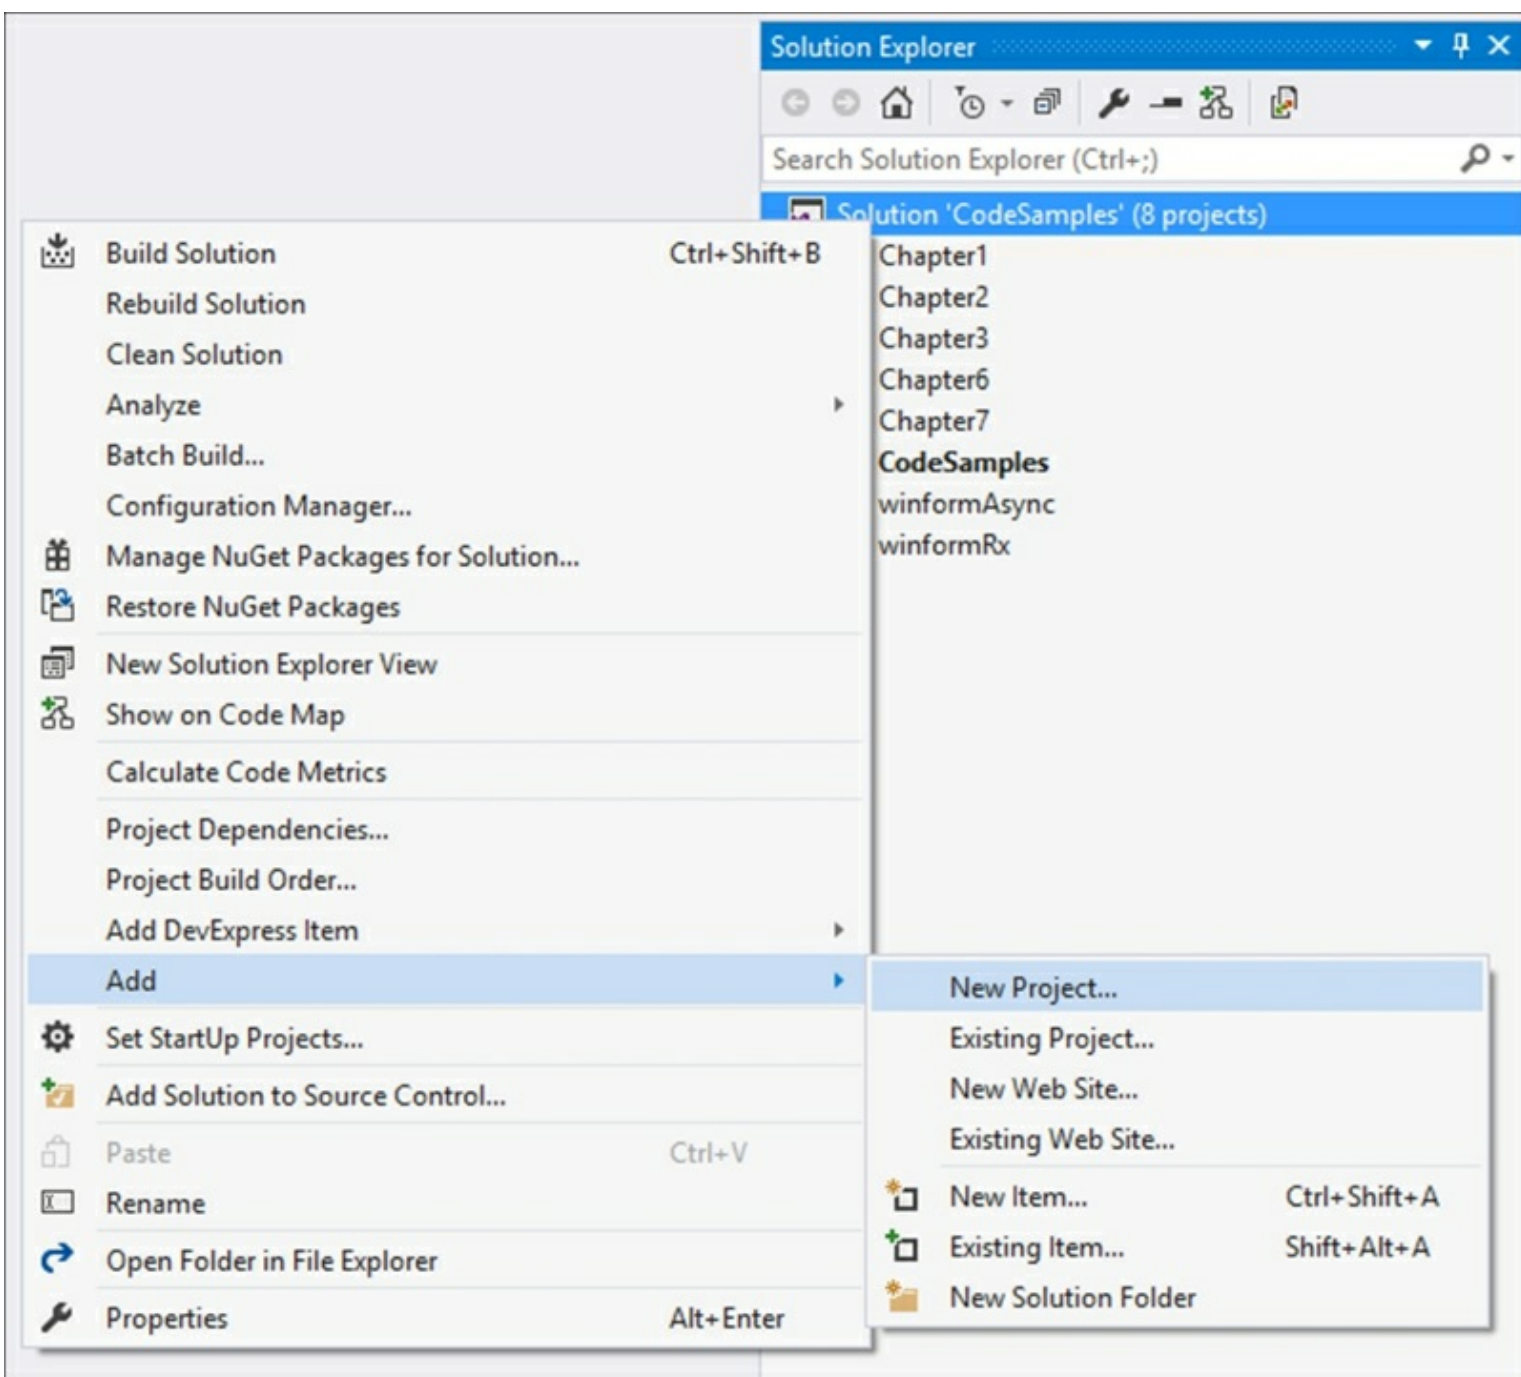 Solution Explorer
Search Solution Explorer (Ctrl+;)
Solution 'CodeSamples' (8 projects)
Chapter1
Chapter2
Chapter3
Chapter6
Chapter7
CodeSamples
winformAsync
winformRx
Build Solution Ctrl+Shift+B
Rebuild Solution
Clean Solution
Analyze
Batch Build...
Configuration Manager...
Manage NuGet Packages for Solution...
Restore NuGet Packages
New Solution Explorer View
Show on Code Map
Calculate Code Metrics
Project Dependencies...
Project Build Order...
Add DevExpress Item
Add
Set StartUp Projects...
Add Solution to Source Control...
Paste Ctrl+V
Rename
Open Folder in File Explorer
Properties Alt+Enter
New Project...
Existing Project...
New Web Site...
Existing Web Site...
New Item... Ctrl+Shift+A
Existing Item... Shift+Alt+A
New Solution Folder